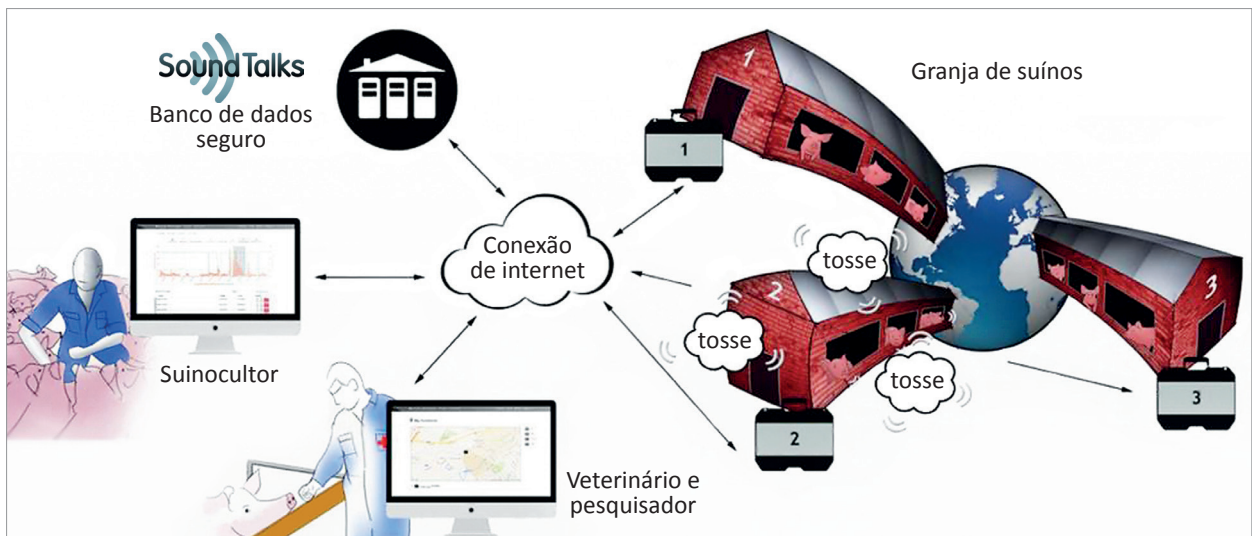 SoundTalks
Banco de dados
seguro
1
Granja de suínos
1
Conexão
de internet
tosse
2
3
tosse
tosse
Suinocultor
3
2
Veterinário e
pesquisador